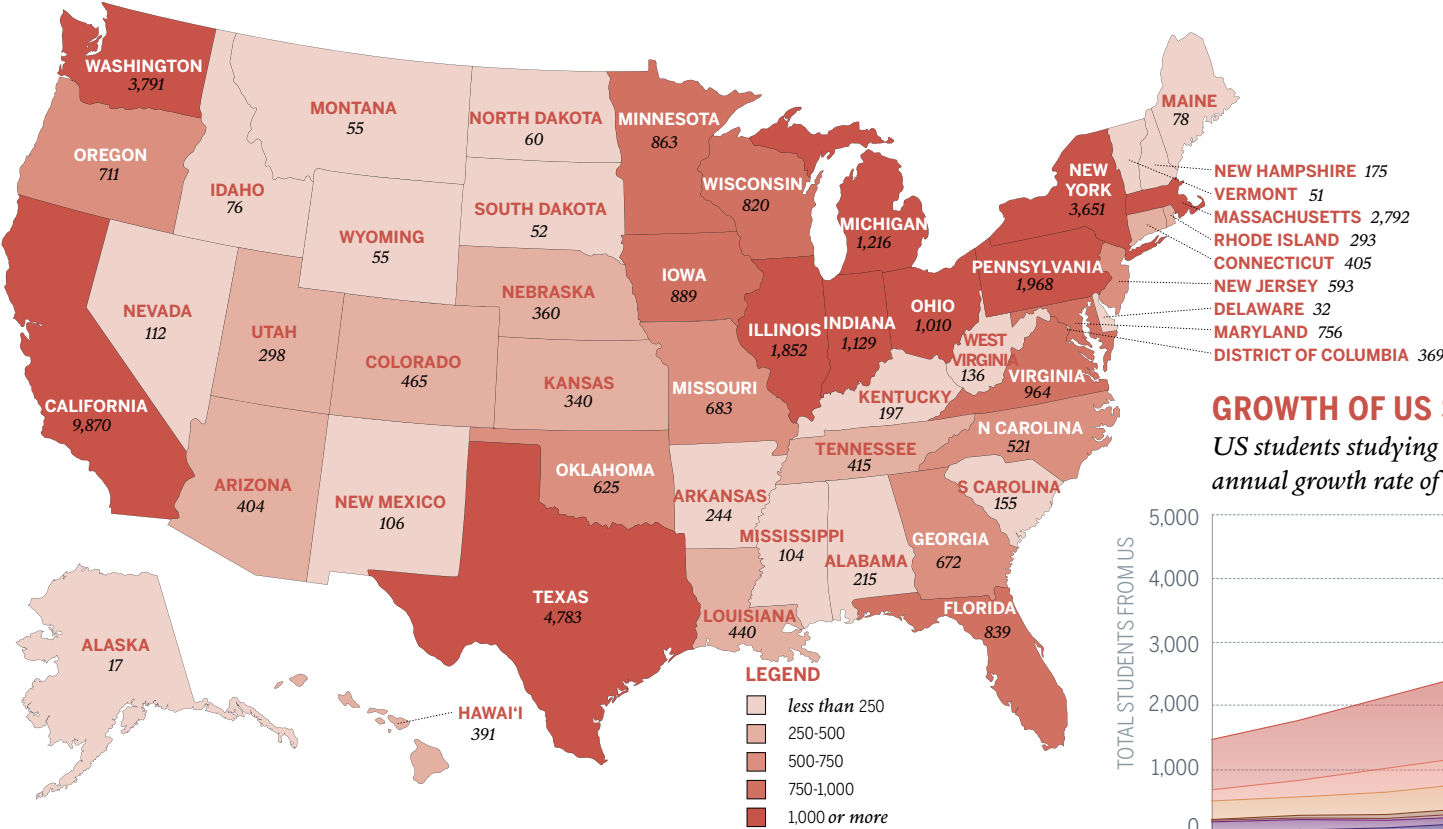 WASHINGTON
3,791
OREGON
711
CALIFORNIA
9,870
IDAHO
76
NEVADA
112
MONTANA
55
WYOMING
55
UTAH
298
ARIZONA
404
COLORADO
465
NEW MEXICO
106
NORTH DAKOTA
60
SOUTH DAKOTA
52
NEBRASKA
360
KANSAS
340
OKLAHOMA
625
TEXAS
4,783
MINNESOTA
863
IOWA
889
MISSOURI
683
ARKANSAS
244
LOUISIANA
440
WISCONSIN
820
ILLINOIS
1,852
MICHIGAN
1,216
INDIANA
1,129
OHIO
1,010
KENTUCKY
197
TENNESSEE
415
MISSISSIPPI
104
ALABAMA
215
GEORGIA
672
FLORIDA
839
S CAROLINA
155
N CAROLINA
521
VIRGINIA
964
WEST
VIRGINIA
136
PENNSYLVANIA
1,968
NEW
YORK
3,651
MAINE
78
NEW HAMPSHIRE 175
VERMONT 51
MASSACHUSETTS 2,792
RHODE ISLAND 293
CONNECTICUT 405
NEW JERSEY 593
DELAWARE 32
MARYLAND 756
DISTRICT OF COLUMBIA 369
ALASKA
17
HAWAI‘I
391
LEGEND
less than 250
250-500
500-750
750-1,000
1,000 or more
GROWTH OF US
US students studying
annual growth rate of
TOTAL STUDENTS FROM US
5,000
4,000
3,000
2,000
1,000
0